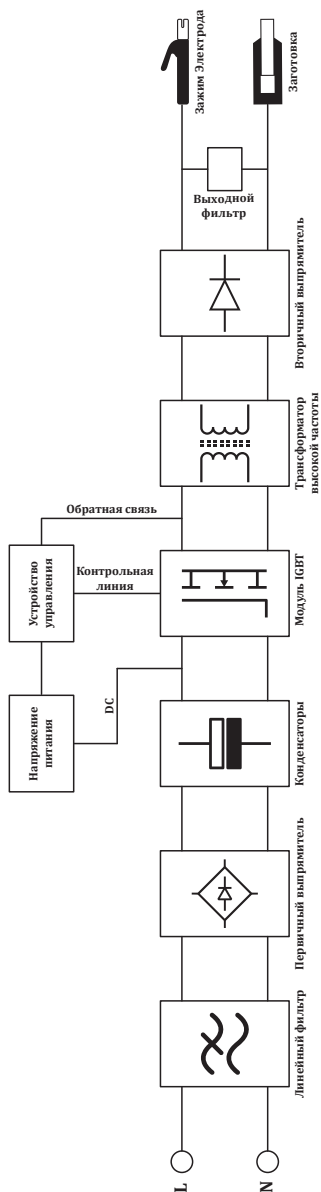 L
N
Линейный фильтр
Первичный выпрямитель
Конденсаторы
Модуль IGBT
Трансформатор
высокой частоты
Вторичный выпрямитель
Выходной
фильтр
Зажим Электрода
Заготовка
Напряжение
питания
DC
Устройство
управления
Контрольная
линия
Обратная связь